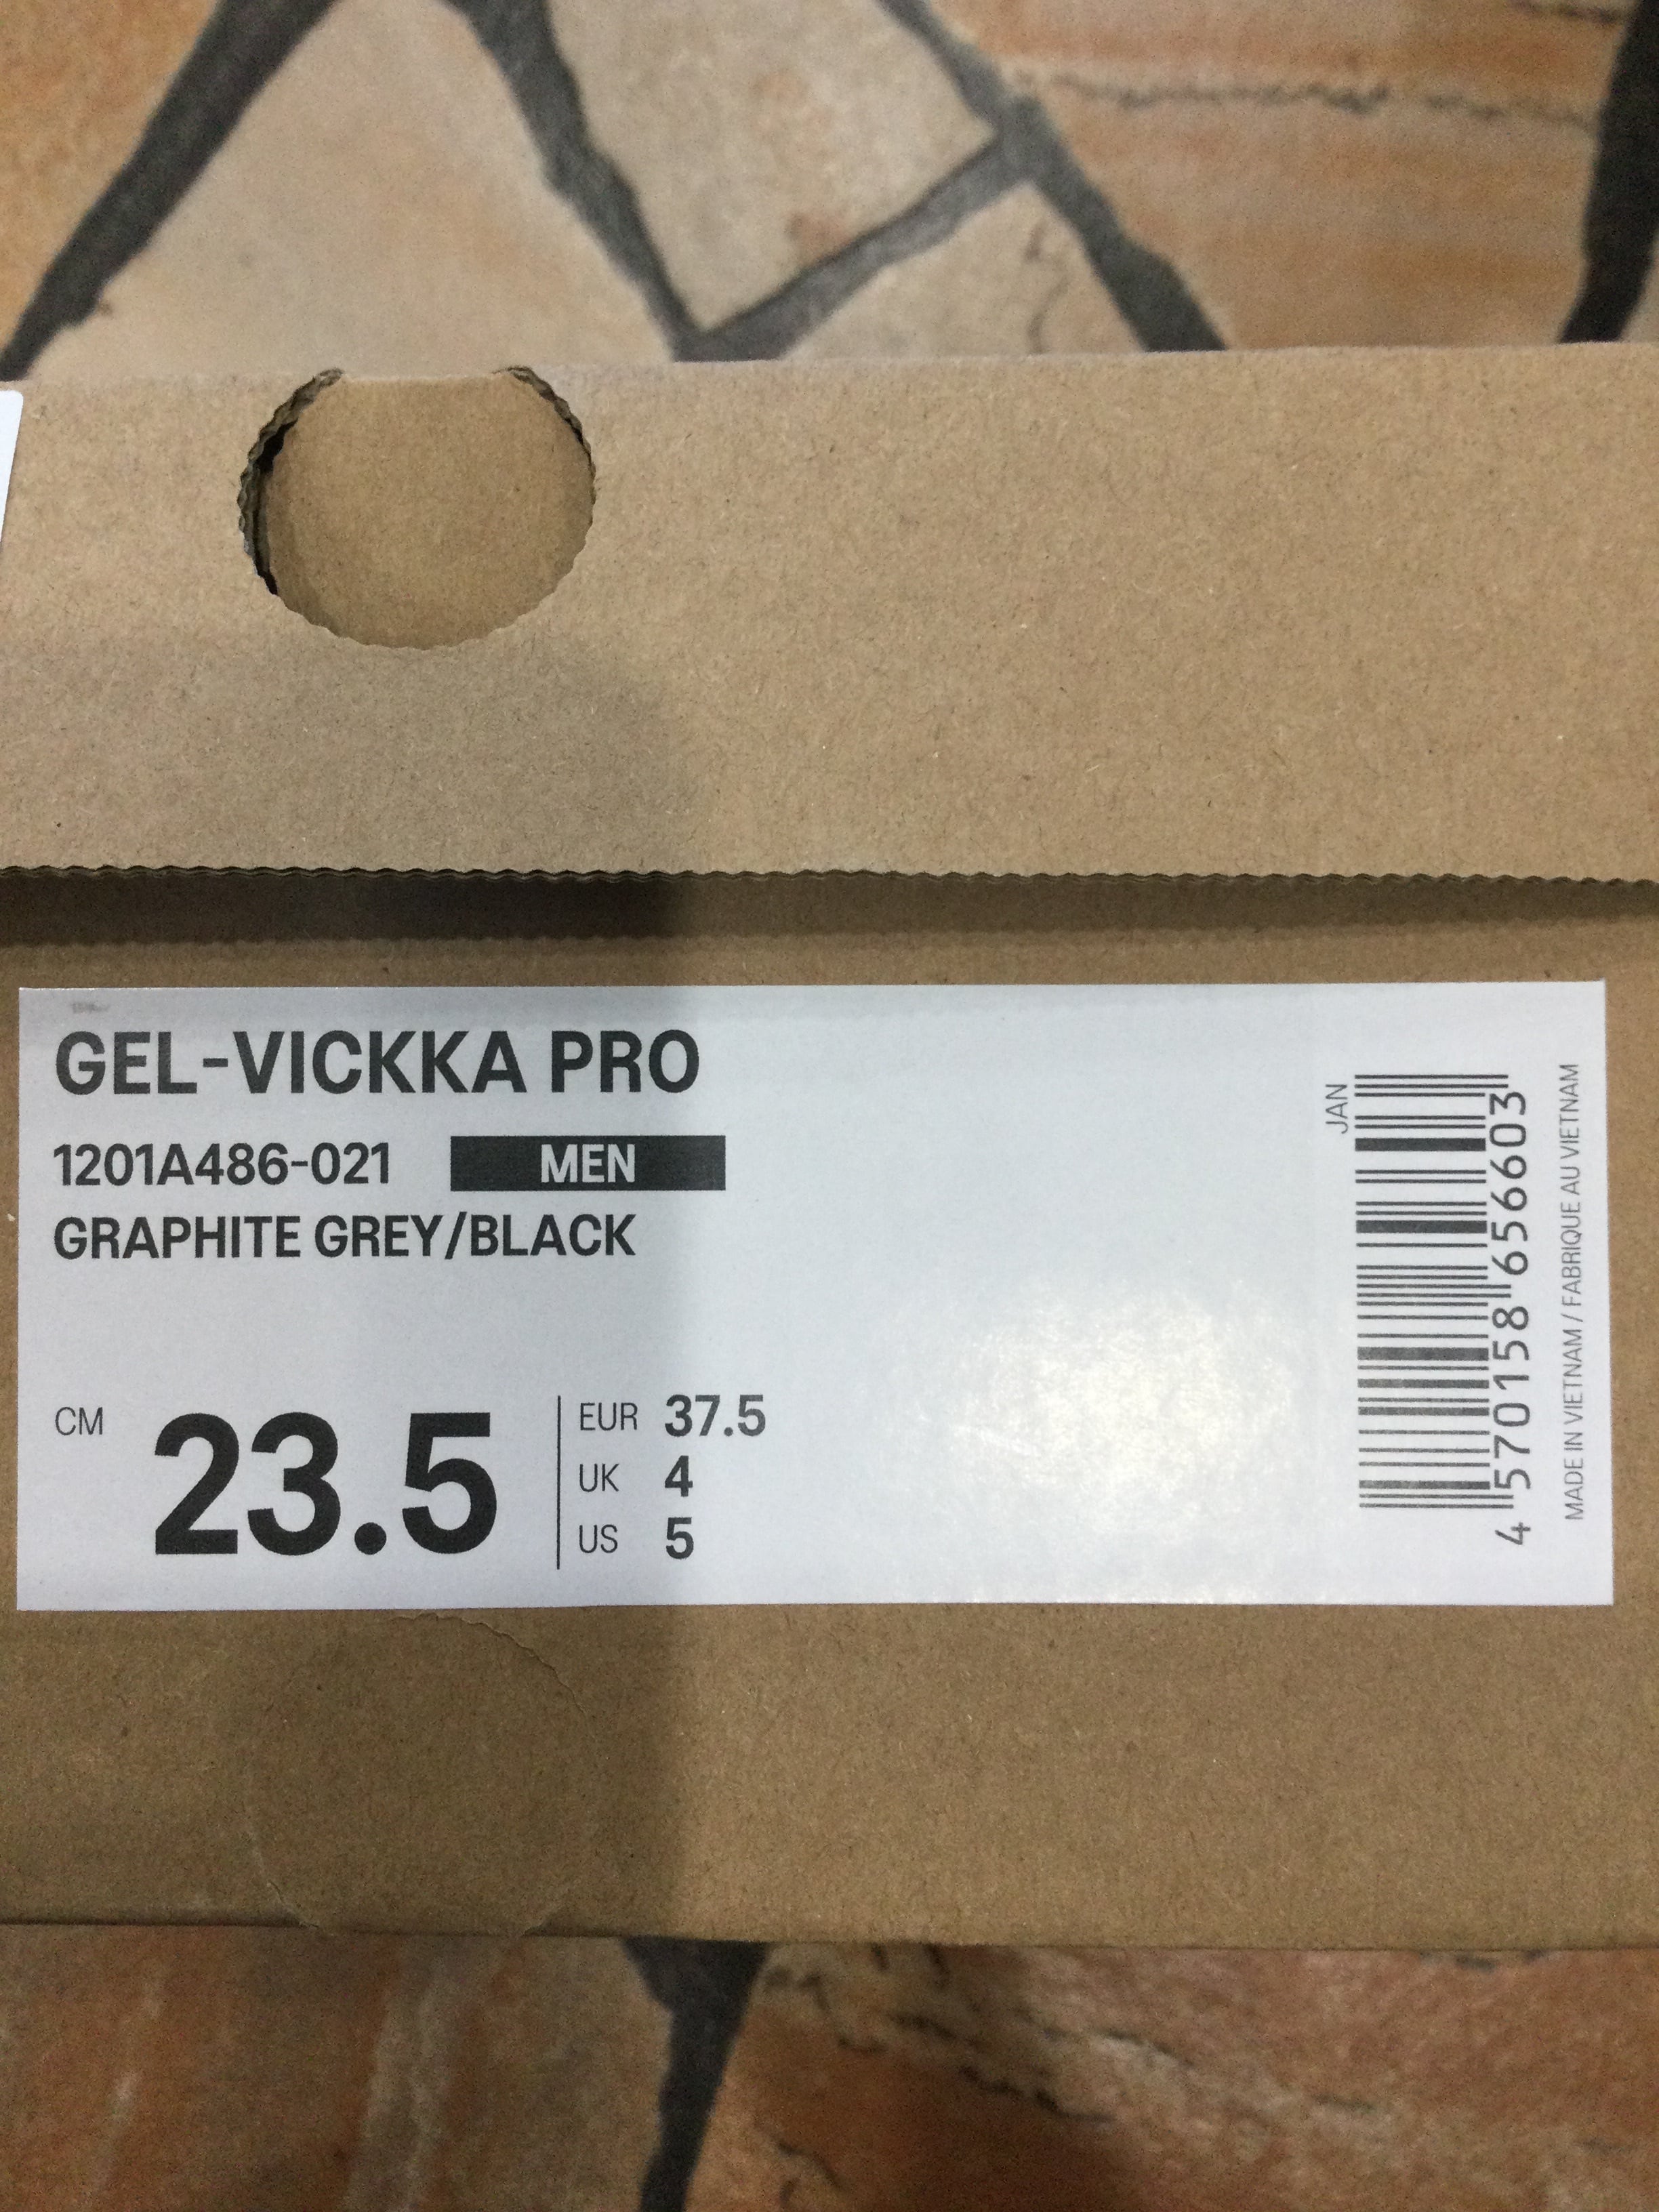 GEL-VICKKA PRO
1201A486-021 MEN
GRAPHITE GREY/BLACK
CM 23.5
EUR 37.5
UK 4
US 5
JAN
4 570158 656603
MADE IN VIETNAM / FABRIQUE AU VIETNAM